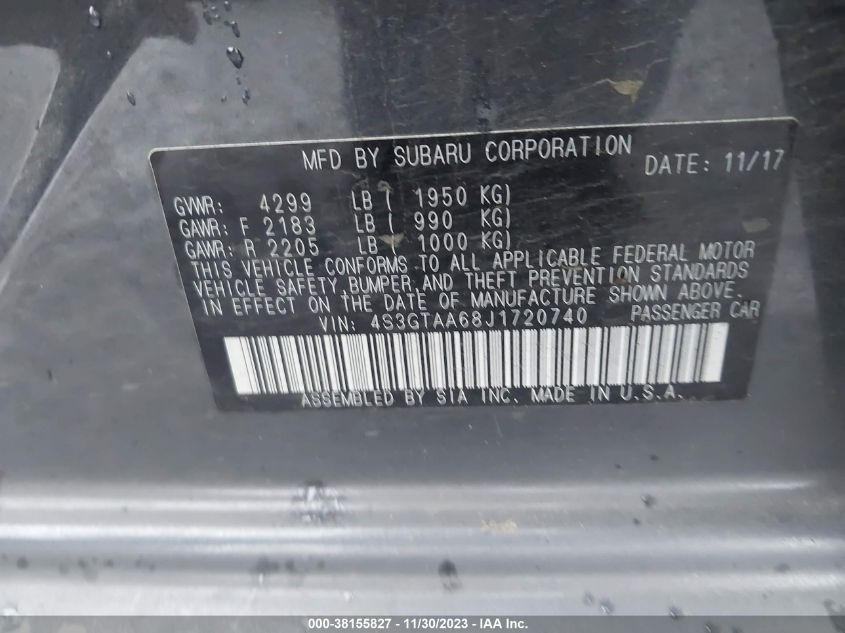 MFD BY SUBARU CORPORATION DATE: 11/17
GVWR: 4299 LB ( 1950 KG)
GAWR: F 2183 LB ( 990 KG)
GAWR: R 2205 LB ( 1000 KG)
THIS VEHICLE CONFORMS TO ALL APPLICABLE FEDERAL MOTOR
VEHICLE SAFETY, BUMPER, AND THEFT PREVENTION STANDARDS
IN EFFECT ON THE DATE OF MANUFACTURE SHOWN ABOVE.
VIN: 4S3GTAA68J1720740 PASSENGER CAR
ASSEMBLED BY SIA INC. MADE IN U.S.A.
000-38155827 - 11/30/2023 - IAA Inc.